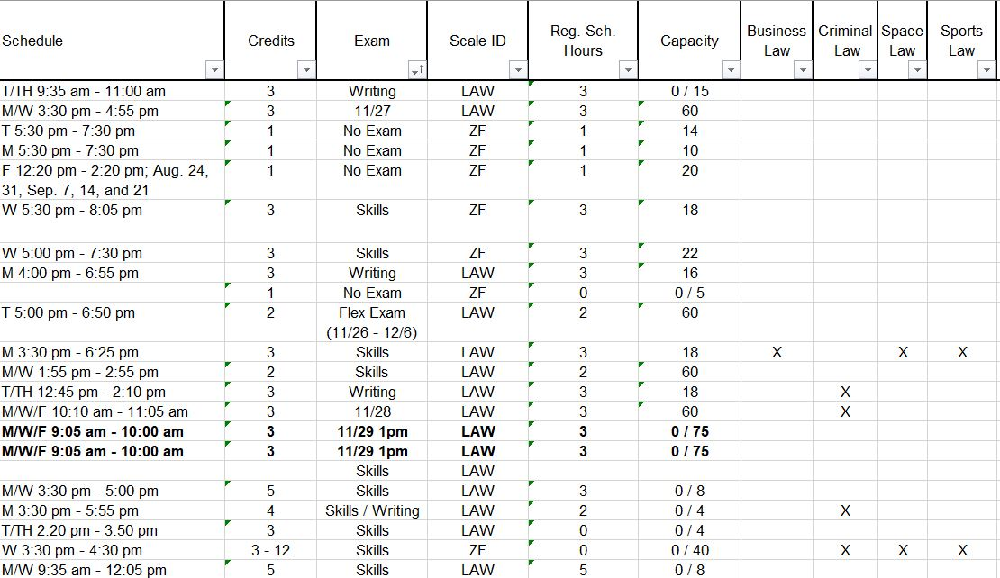 Schedule Credits Exam Scale ID Reg. Sch. Hours Capacity Business Law Criminal Law Space Law Sports Law
T/TH 9:35 am - 11:00 am 3 Writing LAW 3 0 / 15
M/W 3:30 pm - 4:55 pm 3 11/27 LAW 3 60
T 5:30 pm - 7:30 pm 1 No Exam ZF 1 14
M 5:30 pm - 7:30 pm 1 No Exam ZF 1 10
F 12:20 pm - 2:20 pm; Aug. 24, 1 No Exam ZF 1 20
31, Sep. 7, 14, and 21
W 5:30 pm - 8:05 pm 3 Skills ZF 3 18
W 5:00 pm - 7:30 pm 3 Skills ZF 3 22
M 4:00 pm - 6:55 pm 3 Writing LAW 3 16
1 No Exam ZF 0 0 / 5
T 5:00 pm - 6:50 pm 2 Flex Exam LAW 2 60
(11/26 - 12/6)
M 3:30 pm - 6:25 pm 3 Skills LAW 3 18 X X X
M/W 1:55 pm - 2:55 pm 2 Skills LAW 2 60
T/TH 12:45 pm - 2:10 pm 3 Writing LAW 3 18 X
M/W/F 10:10 am - 11:05 am 3 11/28 LAW 3 60 X
M/W/F 9:05 am - 10:00 am 3 11/29 1pm LAW 3 0 / 75
M/W/F 9:05 am - 10:00 am 3 11/29 1pm LAW 3 0 / 75
Skills LAW
M/W 3:30 pm - 5:00 pm 5 Skills LAW 3 0 / 8
M 3:30 pm - 5:55 pm 4 Skills / Writing LAW 2 0 / 4 X
T/TH 2:20 pm - 3:50 pm 3 Skills LAW 0 0 / 4
W 3:30 pm - 4:30 pm 3 - 12 Skills ZF 0 0 / 40 X X X
M/W 9:35 am - 12:05 pm 5 Skills LAW 5 0 / 8